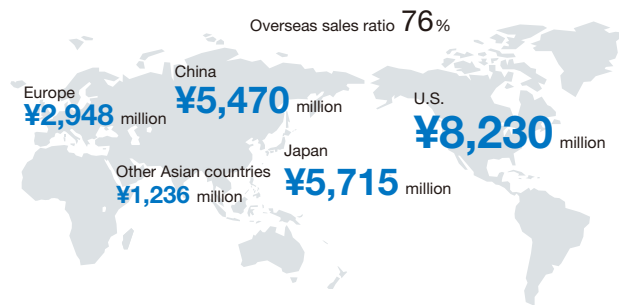 Overseas sales ratio 76%
China
¥5,470 million
Europe
¥2,948 million
U.S.
¥8,230 million
Japan
¥5,715 million
Other Asian countries
¥1,236 million